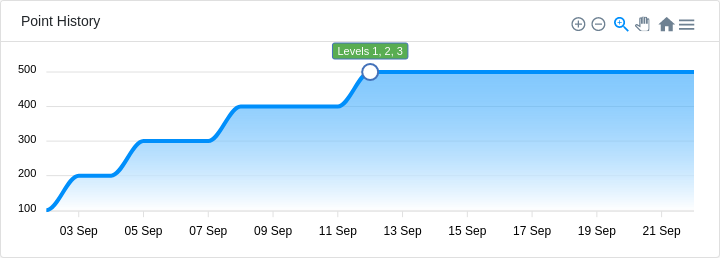 Point History
Levels 1, 2, 3
500
400
300
200
100
03 Sep 05 Sep 07 Sep 09 Sep 11 Sep 13 Sep 15 Sep 17 Sep 19 Sep 21 Sep